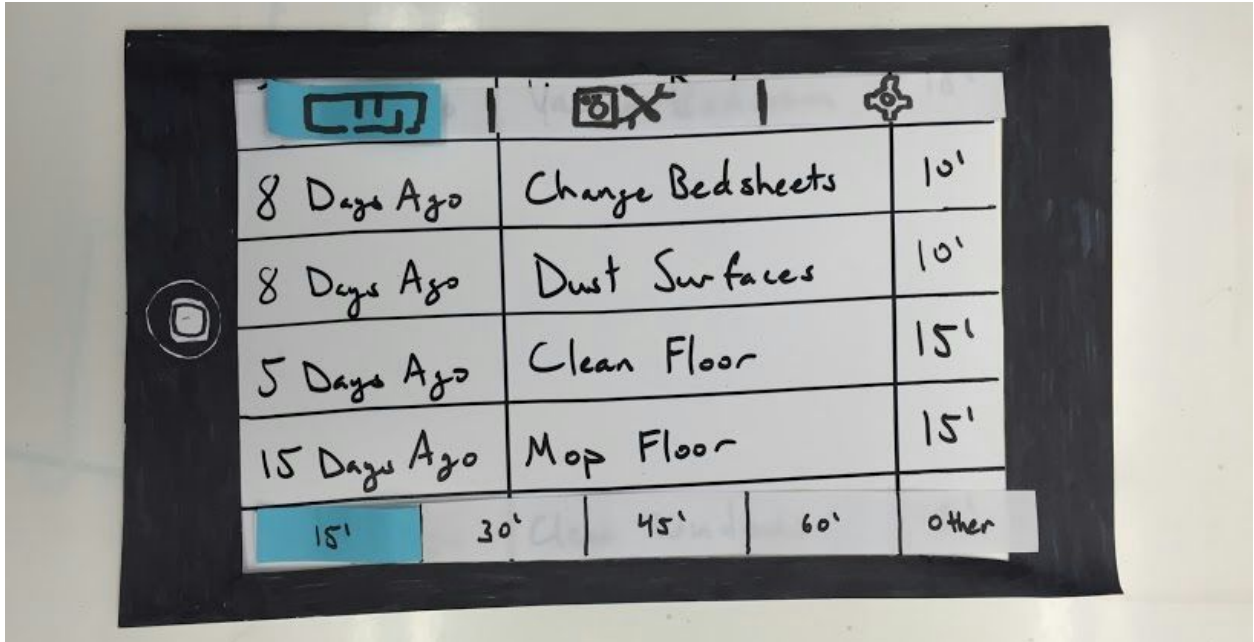 8 Days Ago Change Bedsheets 10'
8 Days Ago Dust Surfaces 10'
5 Days Ago Clean Floor 15'
15 Days Ago Mop Floor 15'
15' 30' 45' 60' Other